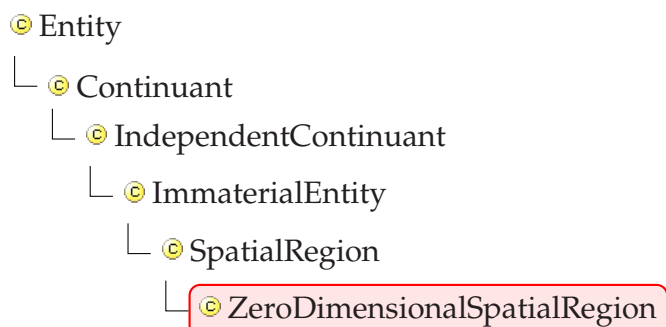 C Entity
C Continuant
C IndependentContinuant
C ImmaterialEntity
C SpatialRegion
C ZeroDimensionalSpatialRegion